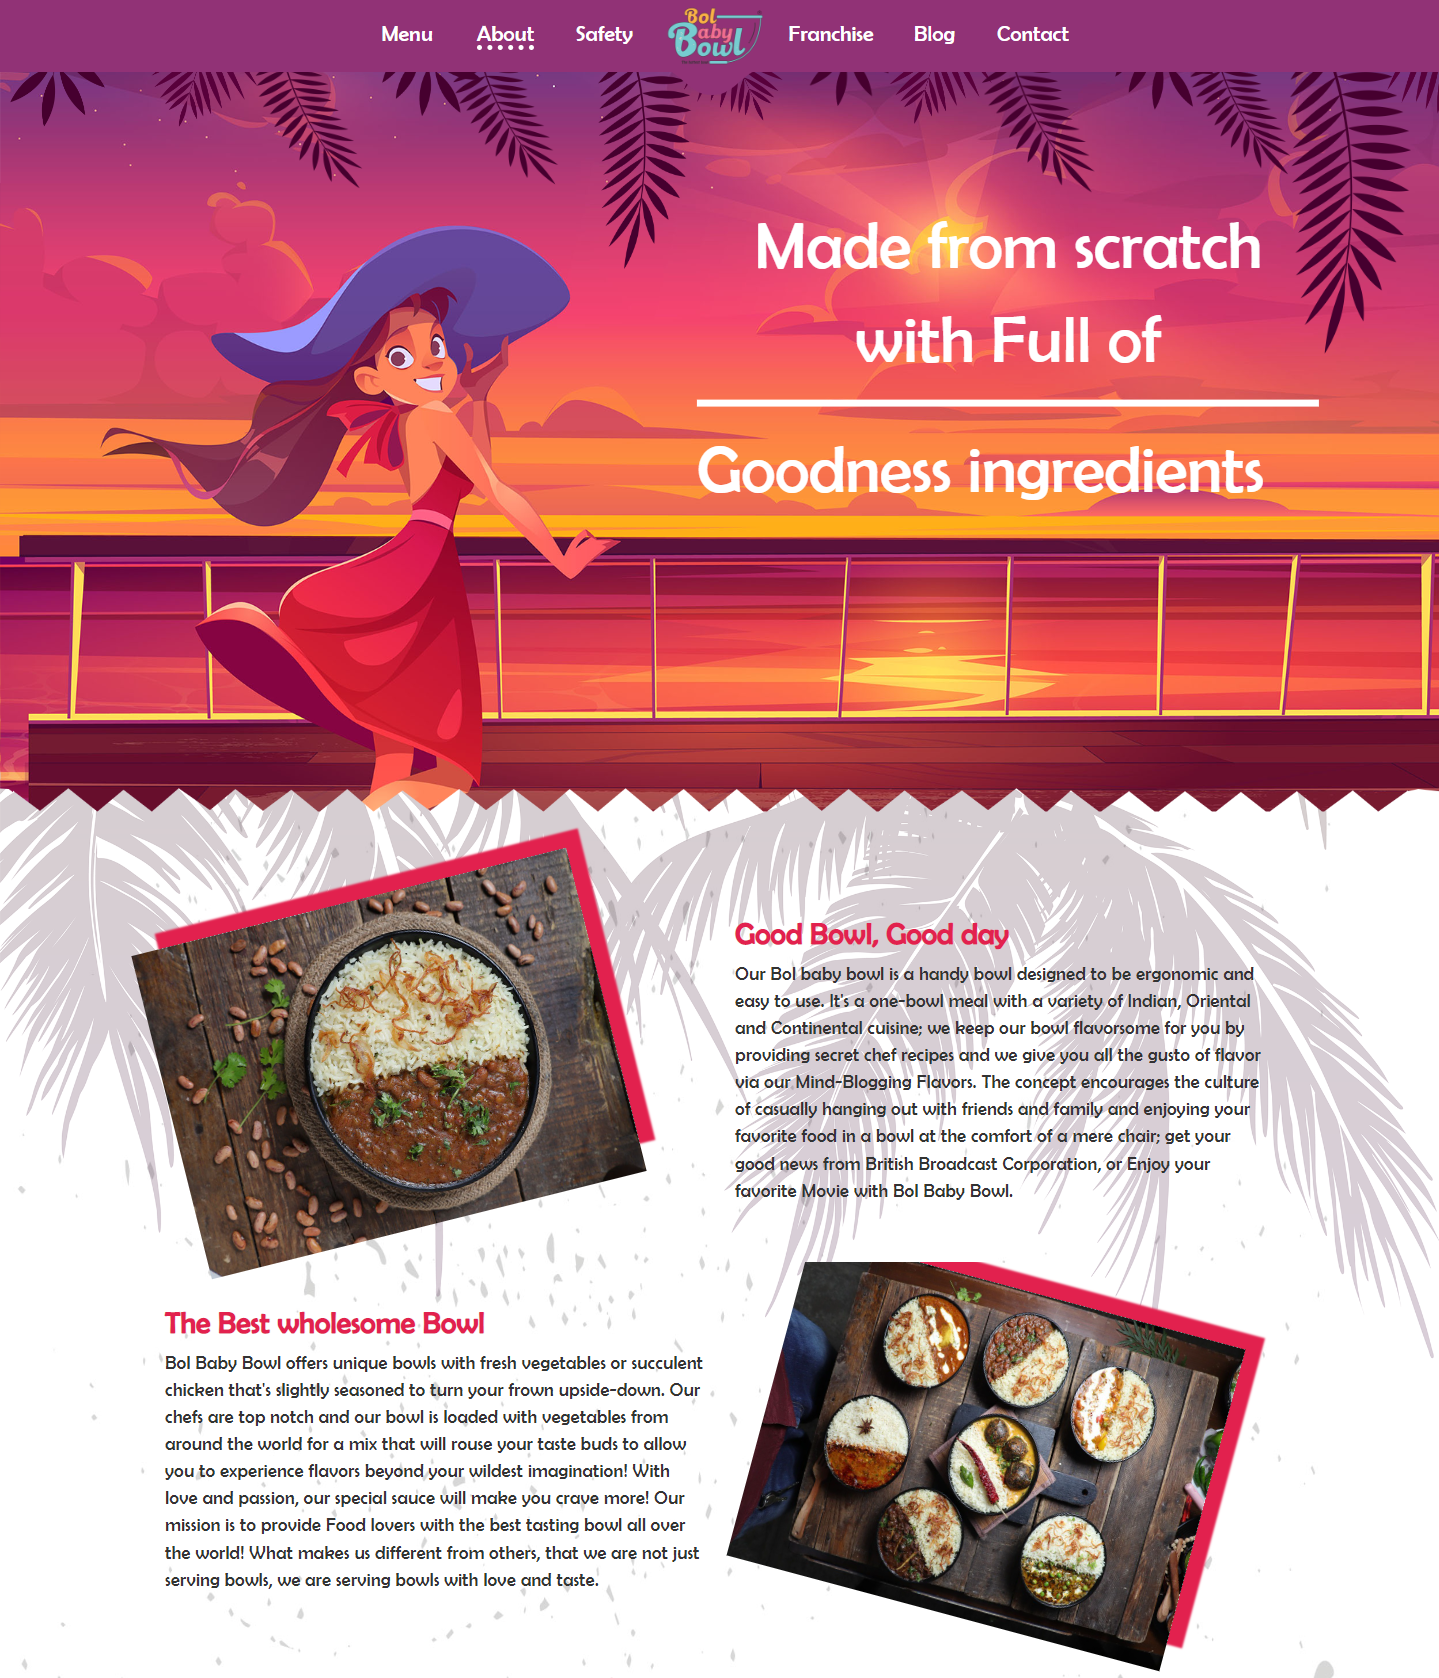 Menu About Safety Bol Baby Bowl Franchise Blog Contact
Made from scratch
with Full of
Goodness ingredients
Good Bowl, Good day
Our Bol baby bowl is a handy bowl designed to be ergonomic and
easy to use. It's a one-bowl meal with a variety of Indian, Oriental
and Continental cuisine; we keep our bowl flavorsome for you by
providing secret chef recipes and we give you all the gusto of flavor
via our Mind-Blogging Flavors. The concept encourages the culture
of casually hanging out with friends and family and enjoying your
favorite food in a bowl at the comfort of a mere chair; get your
good news from British Broadcast Corporation, or Enjoy your
favorite Movie with Bol Baby Bowl.
The Best wholesome Bowl
Bol Baby Bowl offers unique bowls with fresh vegetables or succulent
chicken that's slightly seasoned to turn your frown upside-down. Our
chefs are top notch and our bowl is loaded with vegetables from
around the world for a mix that will rouse your taste buds to allow
you to experience flavors beyond your wildest imagination! With
love and passion, our special sauce will make you crave more! Our
mission is to provide Food lovers with the best tasting bowl all over
the world! What makes us different from others, that we are not just
serving bowls, we are serving bowls with love and taste.